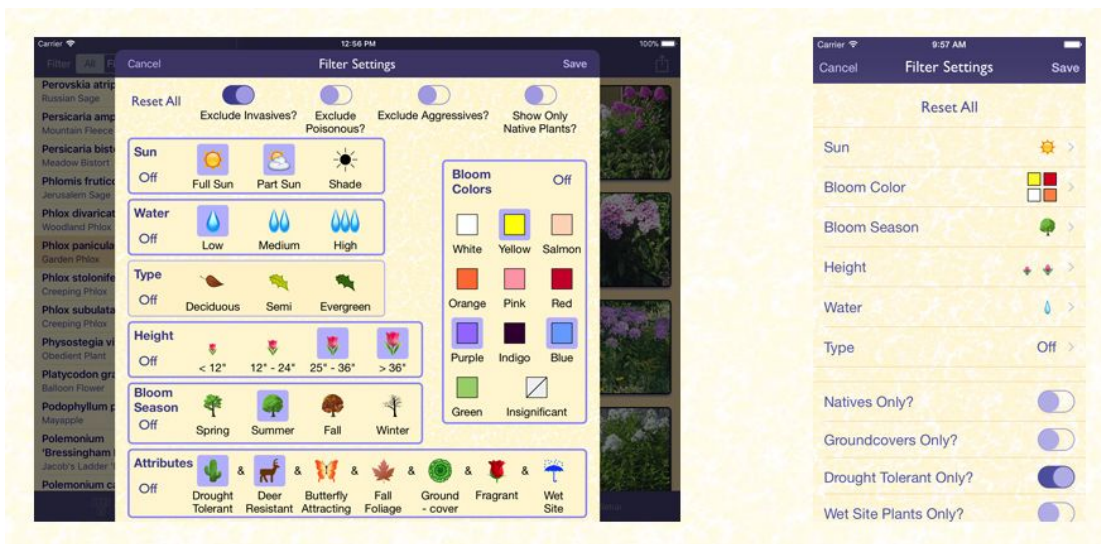 Carrier
12:56 PM
100%
Filter All
Cancel
Filter Settings
Save
Perovskia atrip
Russian Sage
Persicaria amp
Mountain Fleece
Persicaria bist
Meadow Bistort
Phlomis frutico
Jerusalem Sage
Phlox divaricat
Woodland Phlox
Phlox panicula
Garden Phlox
Phlox stolonife
Creeping Phlox
Phlox subulata
Creeping Phlox
Physostegia vi
Obedient Plant
Platycodon gra
Balloon Flower
Podophyllum p
Mayapple
Polemonium
'Bressingham
Jacob's Ladder
Polemonium ca
Reset All
Exclude Invasives?
Exclude
Poisonous?
Exclude Aggressives?
Show Only
Native Plants?
Sun
Off
Full Sun
Part Sun
Shade
Water
Off
Low
Medium
High
Type
Off
Deciduous
Semi
Evergreen
Height
Off
< 12"
12" - 24"
25" - 36"
> 36"
Bloom
Season
Off
Spring
Summer
Fall
Winter
Bloom
Colors
Off
White
Yellow
Salmon
Orange
Pink
Red
Purple
Indigo
Blue
Green
Insignificant
Attributes
Off
&
&
&
&
&
&
Drought
Tolerant
Deer
Resistant
Butterfly
Attracting
Fall
Foliage
Ground
- cover
Fragrant
Wet
Site
Carrier
9:57 AM
Cancel
Filter Settings
Save
Reset All
Sun
Bloom Color
Bloom Season
Height
Water
Type
Off
Natives Only?
Groundcovers Only?
Drought Tolerant Only?
Wet Site Plants Only?